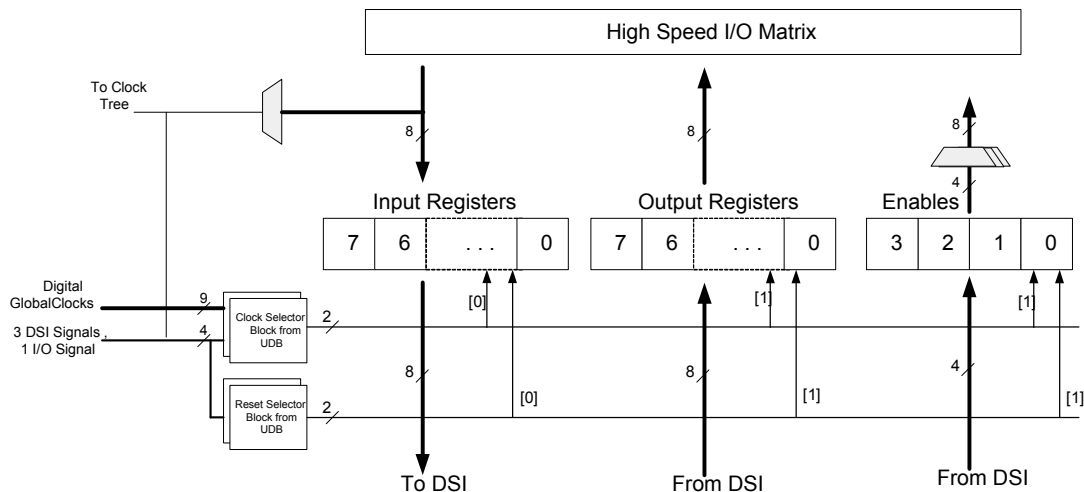 High Speed I/O Matrix
To Clock
Tree
8
8
8
4
Input Registers
Output Registers
Enables
7 6 . . . 0
7 6 . . . 0
3 2 1 0
Digital
GlobalClocks
9
[0]
[1]
[1]
3 DSI Signals ,
1 I/O Signal
4
Clock Selector
Block from
UDB
2
8
8
4
Reset Selector
Block from
UDB
2
[0]
[1]
[1]
To DSI
From DSI
From DSI